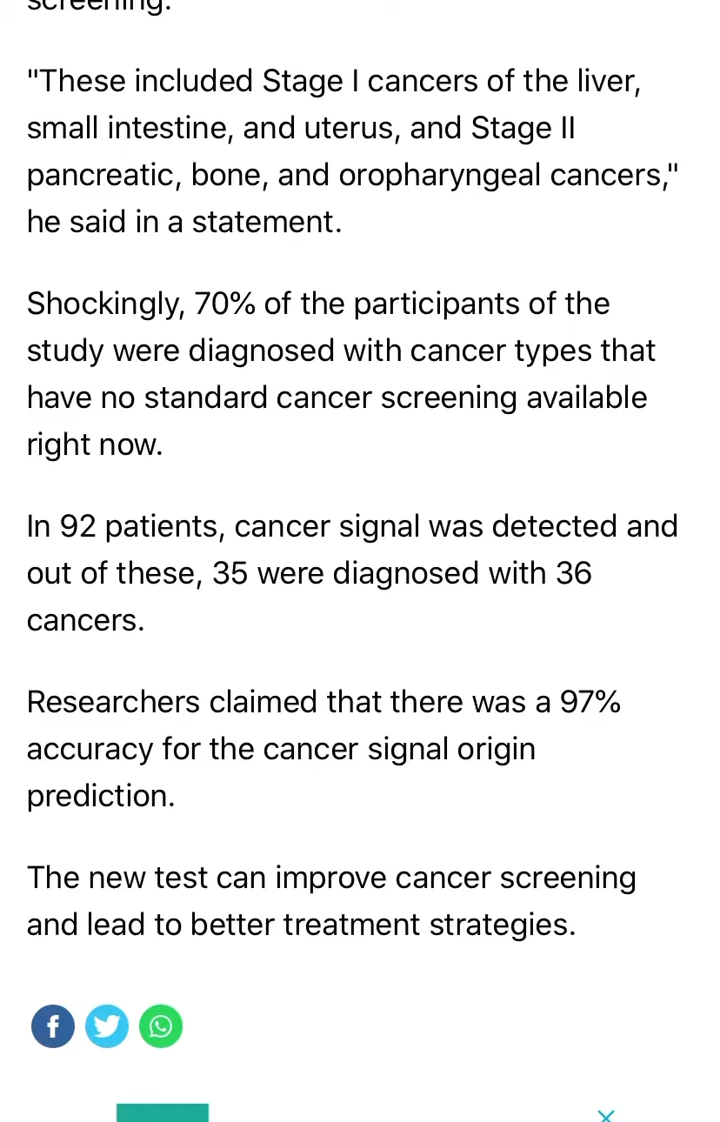 screening.
"These included Stage I cancers of the liver,
small intestine, and uterus, and Stage II
pancreatic, bone, and oropharyngeal cancers,"
he said in a statement.
Shockingly, 70% of the participants of the
study were diagnosed with cancer types that
have no standard cancer screening available
right now.
In 92 patients, cancer signal was detected and
out of these, 35 were diagnosed with 36
cancers.
Researchers claimed that there was a 97%
accuracy for the cancer signal origin
prediction.
The new test can improve cancer screening
and lead to better treatment strategies.